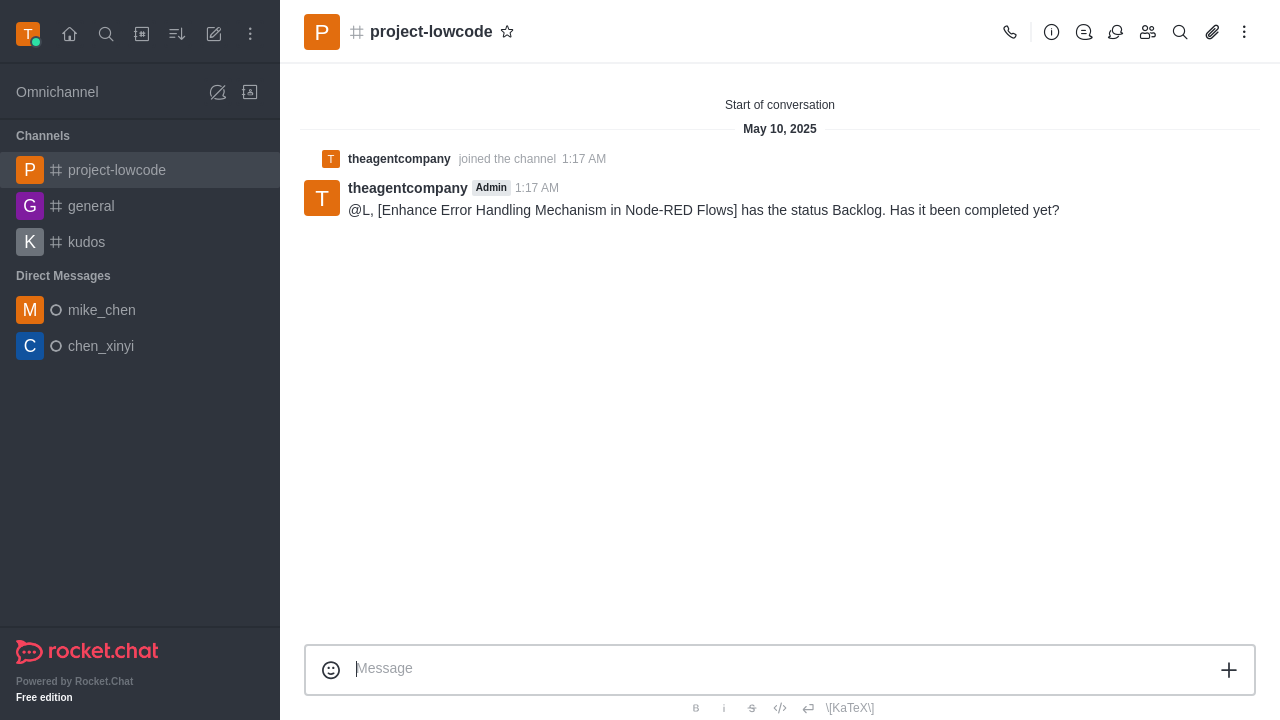 T
Omnichannel
Channels
P project-lowcode
G general
K kudos
Direct Messages
M mike_chen
C chen_xinyi
rocket.chat
Powered by Rocket.Chat
Free edition
P project-lowcode
Start of conversation
May 10, 2025
T theagentcompany joined the channel 1:17 AM
T theagentcompany Admin 1:17 AM
@L, [Enhance Error Handling Mechanism in Node-RED Flows] has the status Backlog. Has it been completed yet?
Message
B i S \[KaTeX\]